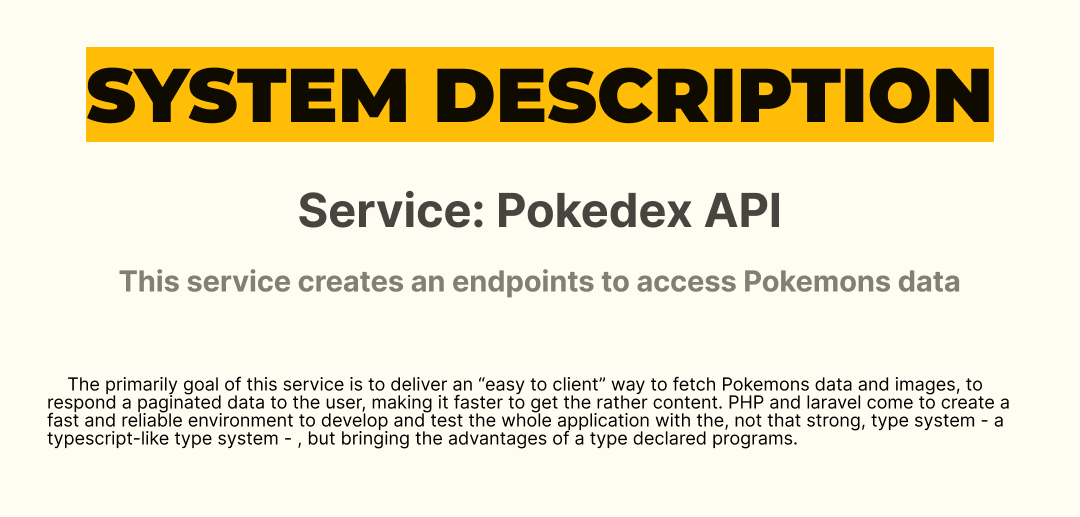 SYSTEM DESCRIPTION
Service: Pokedex API
This service creates an endpoints to access Pokemons data
The primarily goal of this service is to deliver an “easy to client” way to fetch Pokemons data and images, to
respond a paginated data to the user, making it faster to get the rather content. PHP and laravel come to create a
fast and reliable environment to develop and test the whole application with the, not that strong, type system - a
typescript-like type system - , but bringing the advantages of a type declared programs.